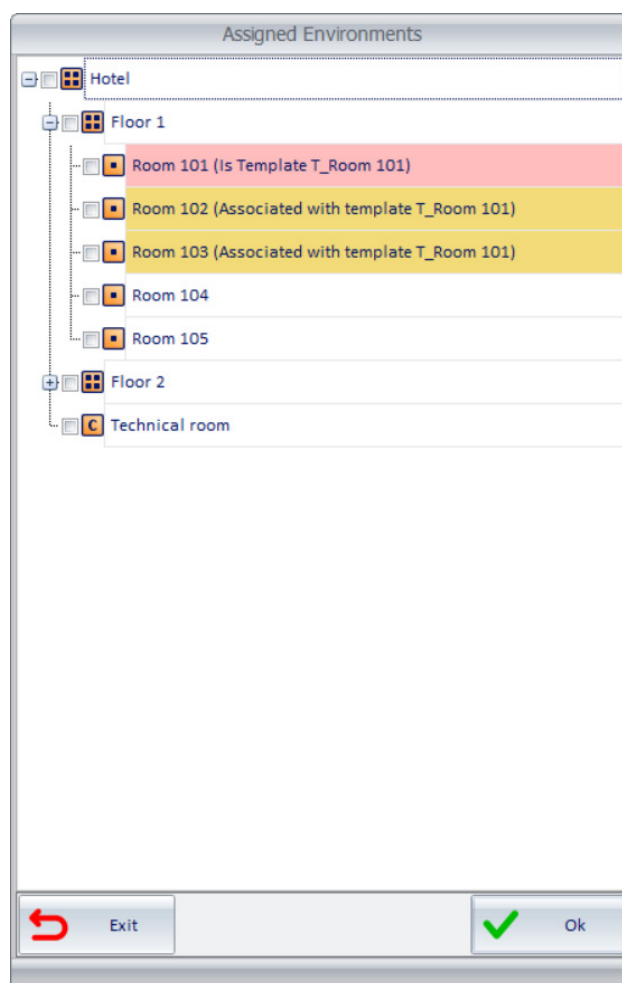 Assigned Environments
Hotel
Floor 1
Room 101 (Is Template T_Room 101)
Room 102 (Associated with template T_Room 101)
Room 103 (Associated with template T_Room 101)
Room 104
Room 105
Floor 2
C Technical room
Exit Ok